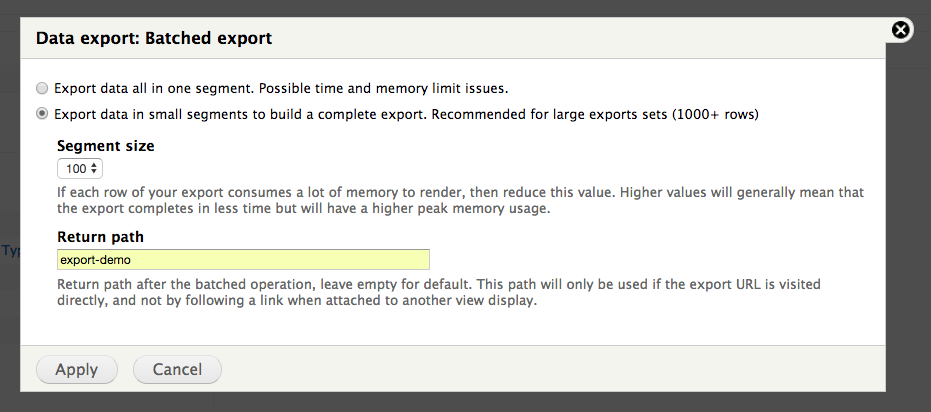 Data export: Batched export
Export data all in one segment. Possible time and memory limit issues.
Export data in small segments to build a complete export. Recommended for large exports sets (1000+ rows)
Segment size
100
If each row of your export consumes a lot of memory to render, then reduce this value. Higher values will generally mean that
the export completes in less time but will have a higher peak memory usage.
Return path
Typ
export-demo
Return path after the batched operation, leave empty for default. This path will only be used if the export URL is visited
directly, and not by following a link when attached to another view display.
Apply
Cancel